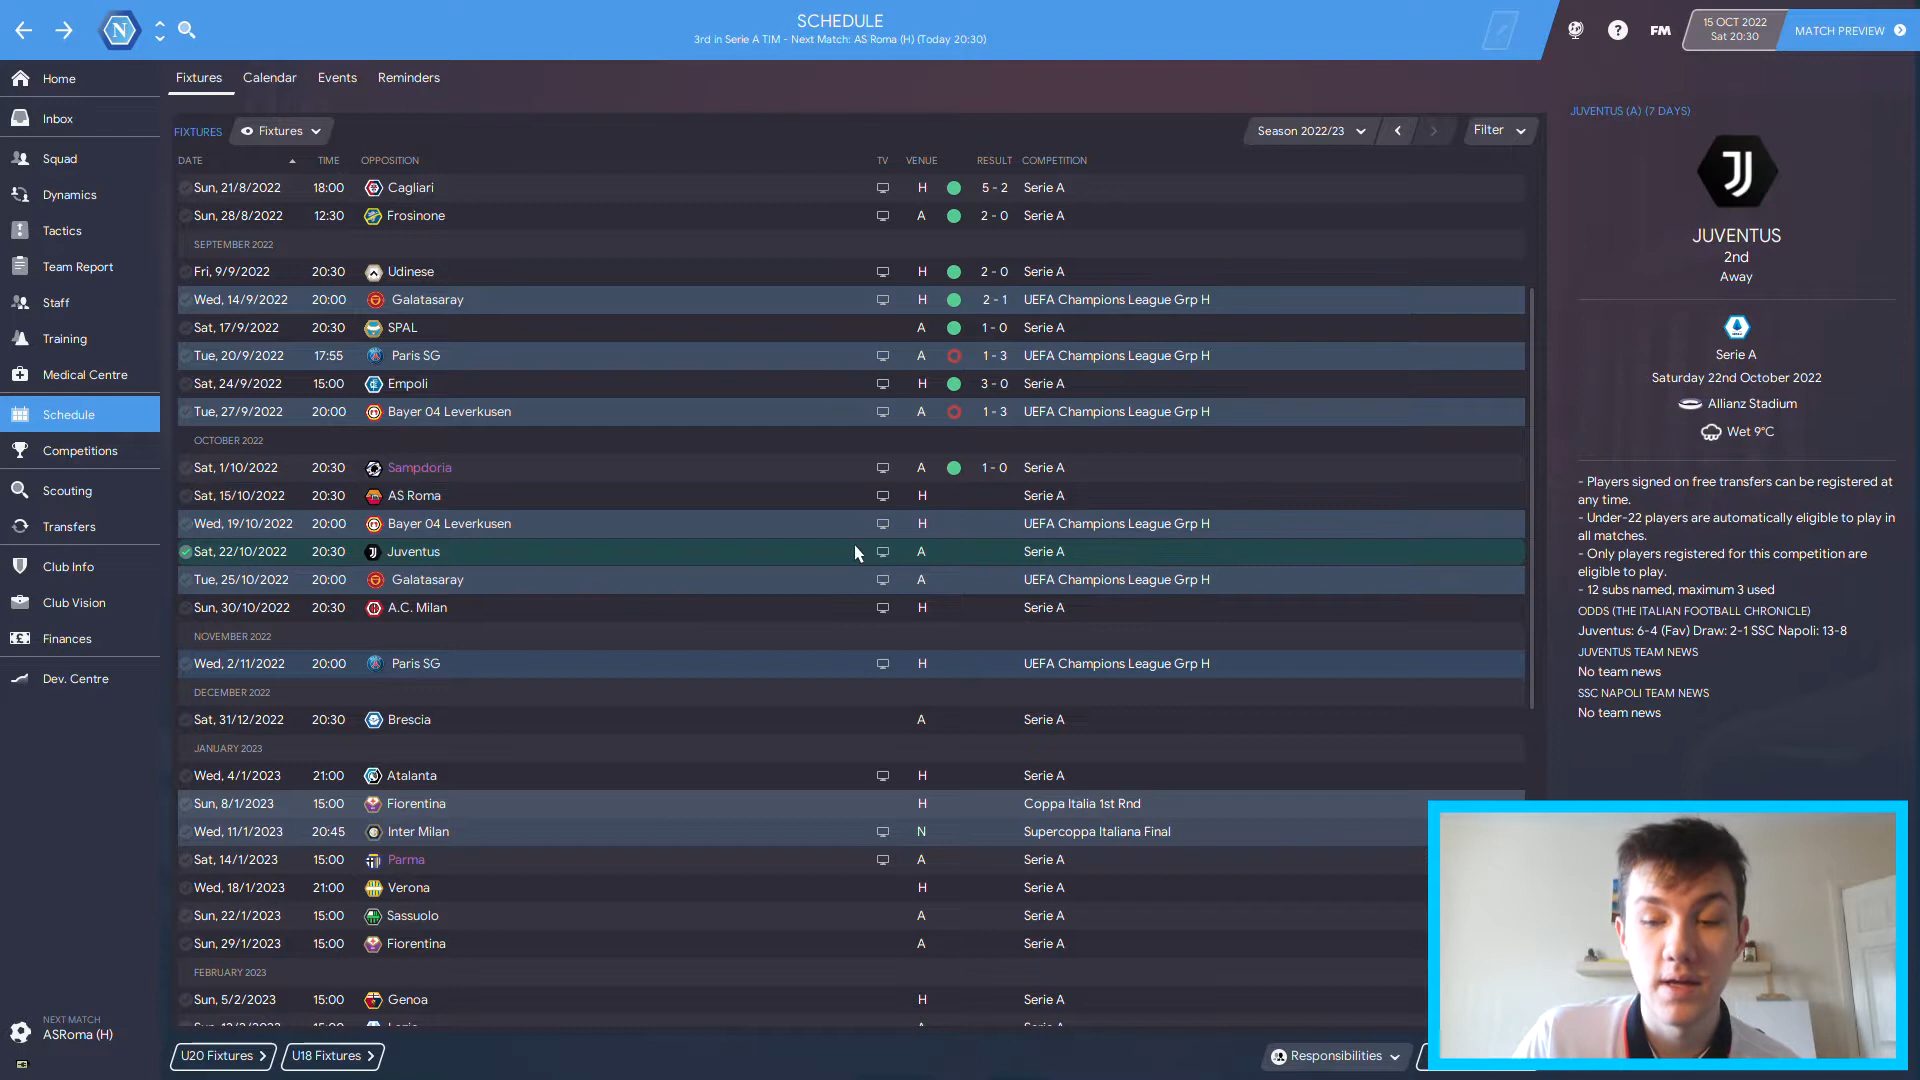 SCHEDULE
3rd in Serie A TIM - Next Match: AS Roma (H) (Today 20:30)
N
?
FM
15 OCT 2022
Sat 20:30
MATCH PREVIEW
Home
Inbox
Squad
Dynamics
Tactics
Team Report
Staff
Training
Medical Centre
Schedule
Competitions
Scouting
Transfers
Club Info
Club Vision
Finances
Dev. Centre
NEXT MATCH
ASRoma (H)
Fixtures Calendar Events Reminders
FIXTURES Fixtures Season 2022/23 Filter
DATE TIME OPPOSITION TV VENUE RESULT COMPETITION
Sun, 21/8/2022 18:00 Cagliari H 5 - 2 Serie A
Sun, 28/8/2022 12:30 Frosinone A 2 - 0 Serie A
SEPTEMBER 2022
Fri, 9/9/2022 20:30 Udinese H 2 - 0 Serie A
Wed, 14/9/2022 20:00 Galatasaray H 2 - 1 UEFA Champions League Grp H
Sat, 17/9/2022 20:30 SPAL A 1 - 0 Serie A
Tue, 20/9/2022 17:55 Paris SG A 1 - 3 UEFA Champions League Grp H
Sat, 24/9/2022 15:00 Empoli H 3 - 0 Serie A
Tue, 27/9/2022 20:00 Bayer 04 Leverkusen A 1 - 3 UEFA Champions League Grp H
OCTOBER 2022
Sat, 1/10/2022 20:30 Sampdoria A 1 - 0 Serie A
Sat, 15/10/2022 20:30 AS Roma H Serie A
Wed, 19/10/2022 20:00 Bayer 04 Leverkusen H UEFA Champions League Grp H
Sat, 22/10/2022 20:30 Juventus A Serie A
Tue, 25/10/2022 20:00 Galatasaray A UEFA Champions League Grp H
Sun, 30/10/2022 20:30 A.C. Milan H Serie A
NOVEMBER 2022
Wed, 2/11/2022 20:00 Paris SG H UEFA Champions League Grp H
DECEMBER 2022
Sat, 31/12/2022 20:30 Brescia A Serie A
JANUARY 2023
Wed, 4/1/2023 21:00 Atalanta H Serie A
Sun, 8/1/2023 15:00 Fiorentina H Coppa Italia 1st Rnd
Wed, 11/1/2023 20:45 Inter Milan N Supercoppa Italiana Final
Sat, 14/1/2023 15:00 Parma A Serie A
Wed, 18/1/2023 21:00 Verona H Serie A
Sun, 22/1/2023 15:00 Sassuolo A Serie A
Sun, 29/1/2023 15:00 Fiorentina A Serie A
FEBRUARY 2023
Sun, 5/2/2023 15:00 Genoa H Serie A
U20 Fixtures U18 Fixtures Responsibilities
JUVENTUS (A) (7 DAYS)
JUVENTUS
2nd
Away
Serie A
Saturday 22nd October 2022
Allianz Stadium
Wet 9°C
- Players signed on free transfers can be registered at
any time.
- Under-22 players are automatically eligible to play in
all matches.
- Only players registered for this competition are
eligible to play.
- 12 subs named, maximum 3 used
ODDS (THE ITALIAN FOOTBALL CHRONICLE)
Juventus: 6-4 (Fav) Draw: 2-1 SSC Napoli: 13-8
JUVENTUS TEAM NEWS
No team news
SSC NAPOLI TEAM NEWS
No team news